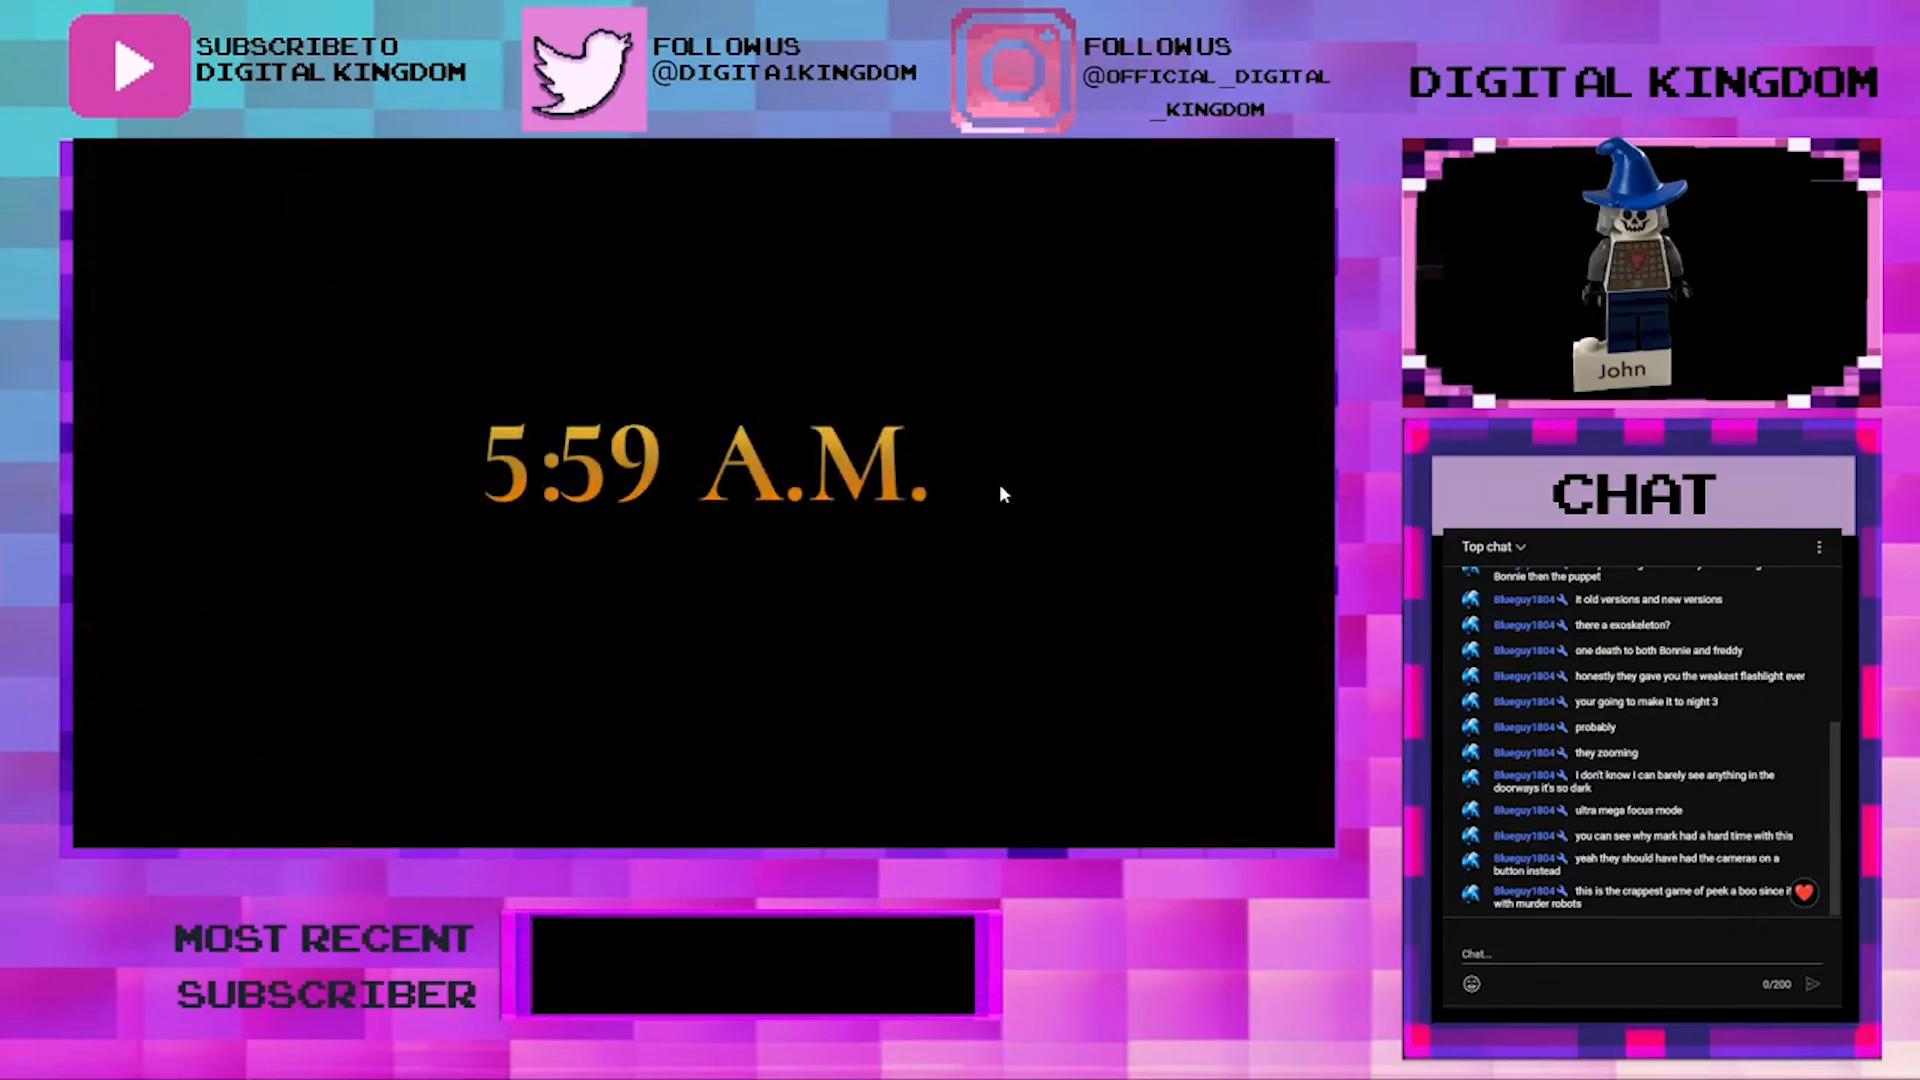 SUBSCRIBE TO
DIGITAL KINGDOM
FOLLOW US
@DIGITA1KINGDOM
FOLLOW US
@OFFICIAL_DIGITAL
_KINGDOM
DIGITAL KINGDOM
John
5:59 A.M.
CHAT
Top chat
Bonnie then the puppet
Blueguy1804 It old versions and new versions
Blueguy1804 there a exoskeleton?
Blueguy1804 one death to both Bonnie and freddy
Blueguy1804 honestly they gave you the weakest flashlight ever
Blueguy1804 your going to make it to night 3
Blueguy1804 probably
Blueguy1804 they zooming
Blueguy1804 I don't know I can barely see anything in the
doorways it's so dark
Blueguy1804 ultra mega focus mode
Blueguy1804 you can see why mark had a hard time with this
Blueguy1804 yeah they should have had the cameras on a
button instead
Blueguy1804 this is the crappest game of peek a boo since
with murder robots
Chat...
0/200
MOST RECENT
SUBSCRIBER